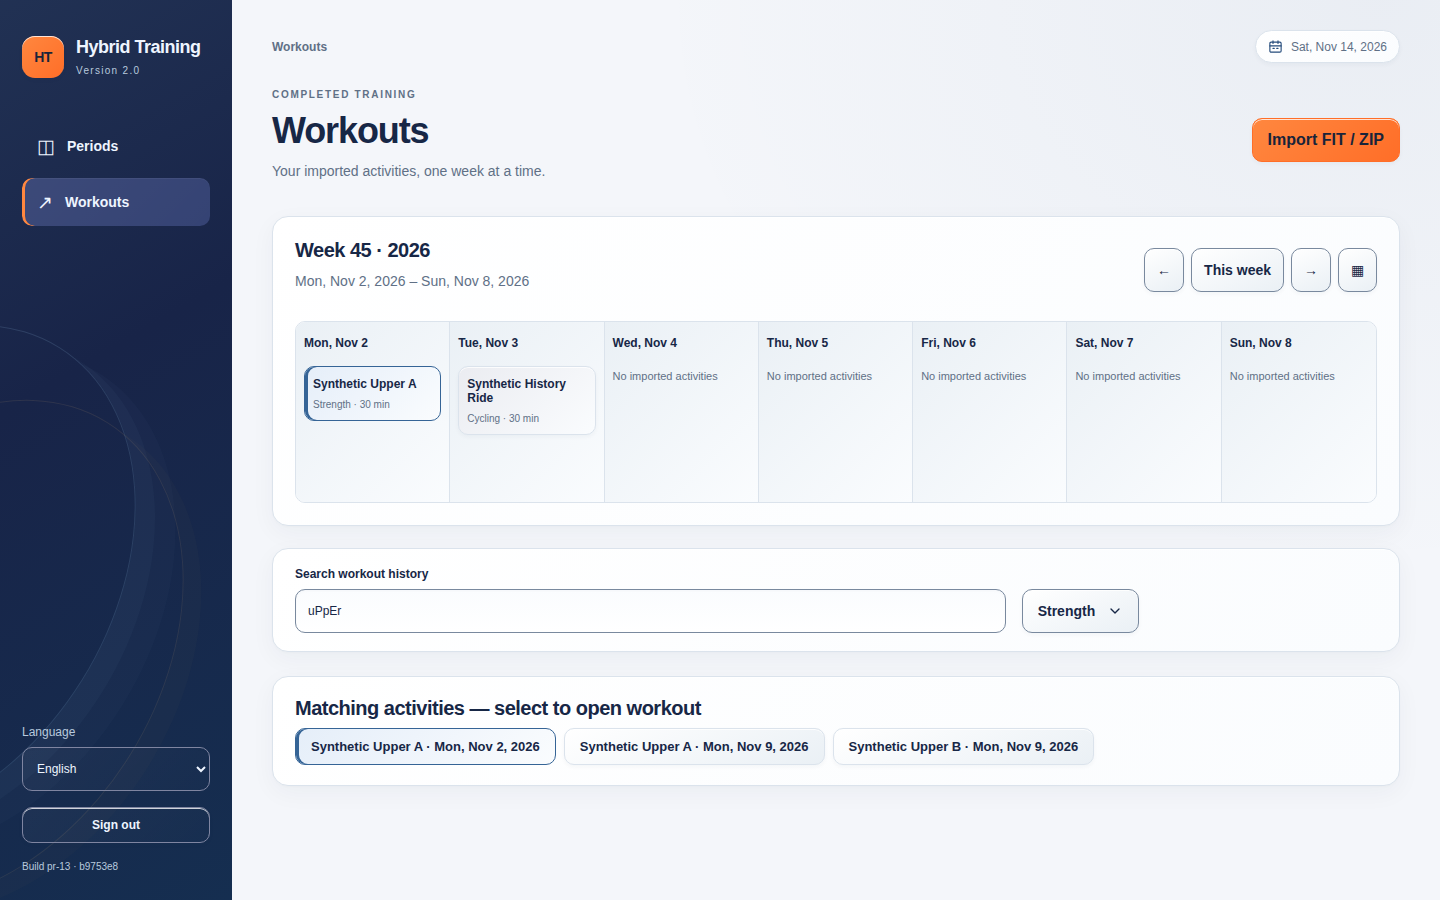 HT
Hybrid Training
Version 2.0
Periods
Workouts
Language
English
Sign out
Build pr-13 · b9753e8
Workouts
Sat, Nov 14, 2026
COMPLETED TRAINING
Workouts
Your imported activities, one week at a time.
Import FIT / ZIP
Week 45 · 2026
Mon, Nov 2, 2026 – Sun, Nov 8, 2026
←
This week
→
Mon, Nov 2
Synthetic Upper A
Strength · 30 min
Tue, Nov 3
Synthetic History
Ride
Cycling · 30 min
Wed, Nov 4
No imported activities
Thu, Nov 5
No imported activities
Fri, Nov 6
No imported activities
Sat, Nov 7
No imported activities
Sun, Nov 8
No imported activities
Search workout history
uPpEr
Strength
Matching activities — select to open workout
Synthetic Upper A · Mon, Nov 2, 2026
Synthetic Upper A · Mon, Nov 9, 2026
Synthetic Upper B · Mon, Nov 9, 2026